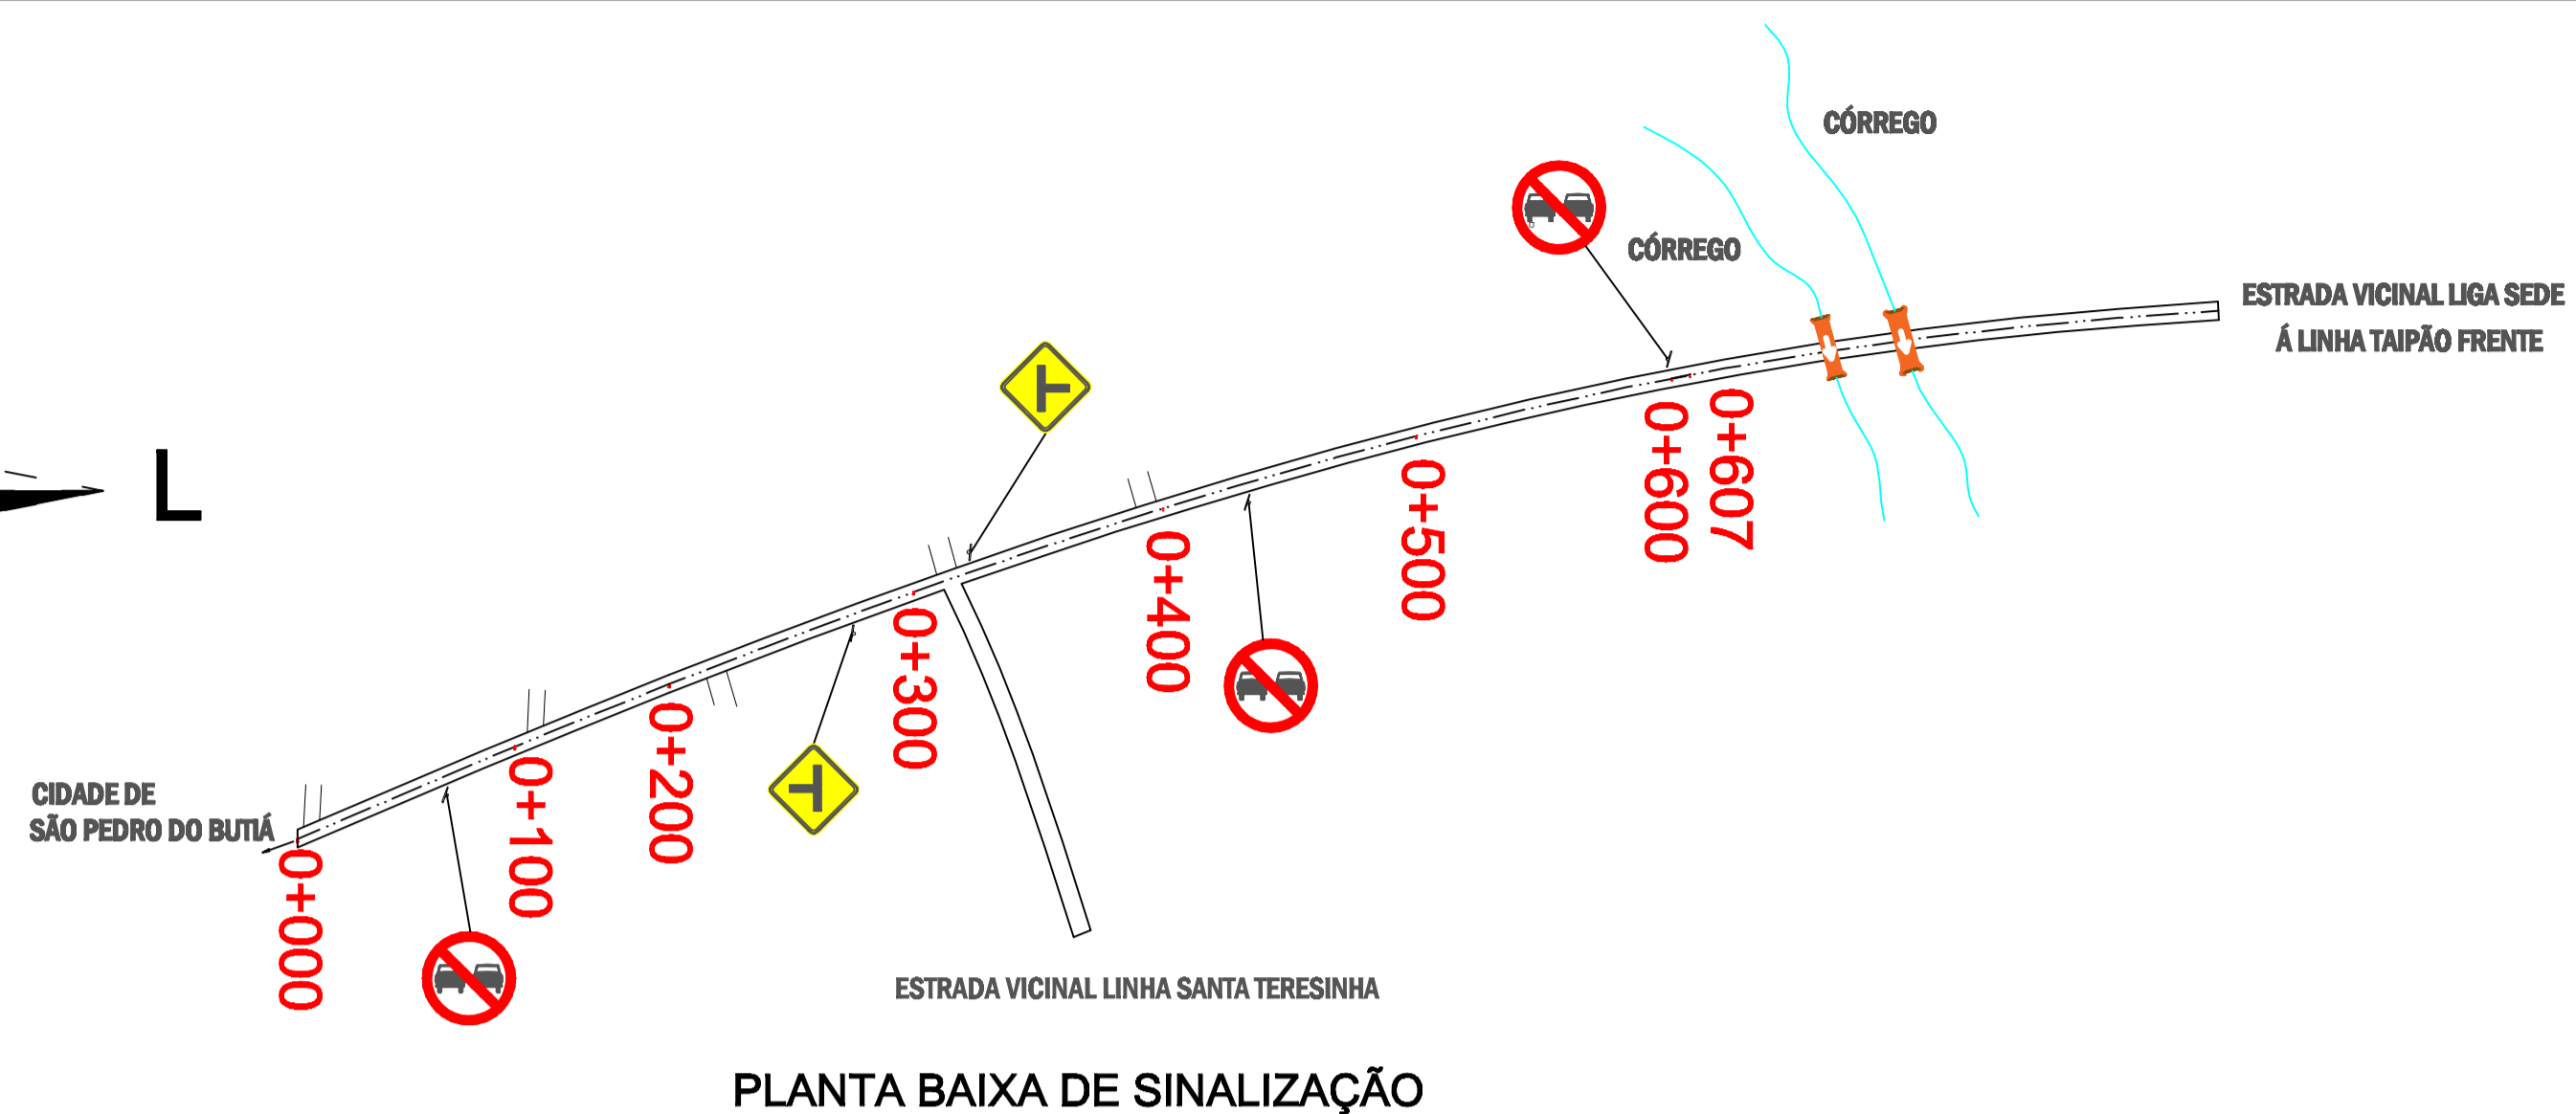 CÓRREGO
CÓRREGO
ESTRADA VICINAL LIGA SEDE
Á LINHA TAIPÃO FRENTE
L
0+607
0+600
0+500
0+400
0+300
0+200
0+100
0+000
CIDADE DE
SÃO PEDRO DO BUTIÁ
ESTRADA VICINAL LINHA SANTA TERESINHA
PLANTA BAIXA DE SINALIZAÇÃO